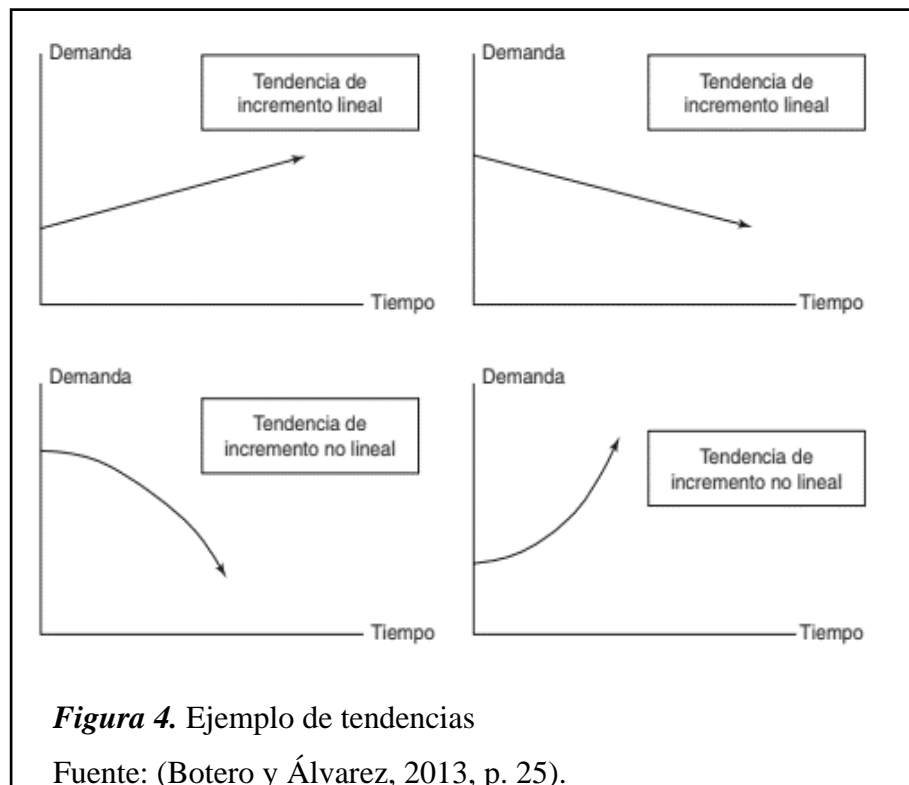 Demanda
Tendencia de
incremento lineal
Tiempo
Demanda
Tendencia de
incremento lineal
Tiempo
Demanda
Tendencia de
incremento no lineal
Tiempo
Demanda
Tendencia de
incremento no lineal
Tiempo
Figura 4. Ejemplo de tendencias
Fuente: (Botero y Álvarez, 2013, p. 25).